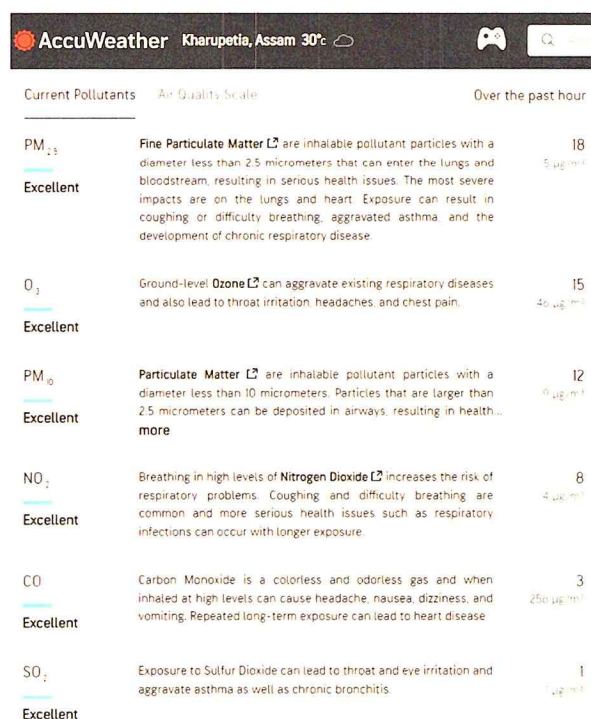 AccuWeather Kharupetia, Assam 30°c
Current Pollutants Air Quality Scale Over the past hour
PM 2.5 Fine Particulate Matter are inhalable pollutant particles with a 18
diameter less than 2.5 micrometers that can enter the lungs and 5 µg/m³
Excellent bloodstream, resulting in serious health issues. The most severe
impacts are on the lungs and heart. Exposure can result in
coughing or difficulty breathing, aggravated asthma, and the
development of chronic respiratory disease.
O3 Ground-level Ozone can aggravate existing respiratory diseases 15
and also lead to throat irritation, headaches, and chest pain.
Excellent
PM 10 Particulate Matter are inhalable pollutant particles with a 12
diameter less than 10 micrometers. Particles that are larger than 9 µg/m³
Excellent 2.5 micrometers can be deposited in airways, resulting in health...
more
NO2 Breathing in high levels of Nitrogen Dioxide increases the risk of 8
respiratory problems. Coughing and difficulty breathing are 4 µg/m³
Excellent common and more serious health issues such as respiratory
infections can occur with longer exposure.
CO Carbon Monoxide is a colorless and odorless gas and when 3
inhaled at high levels can cause headache, nausea, dizziness, and
Excellent vomiting. Repeated long-term exposure can lead to heart disease
SO2 Exposure to Sulfur Dioxide can lead to throat and eye irritation and 1
aggravate asthma as well as chronic bronchitis.
Excellent